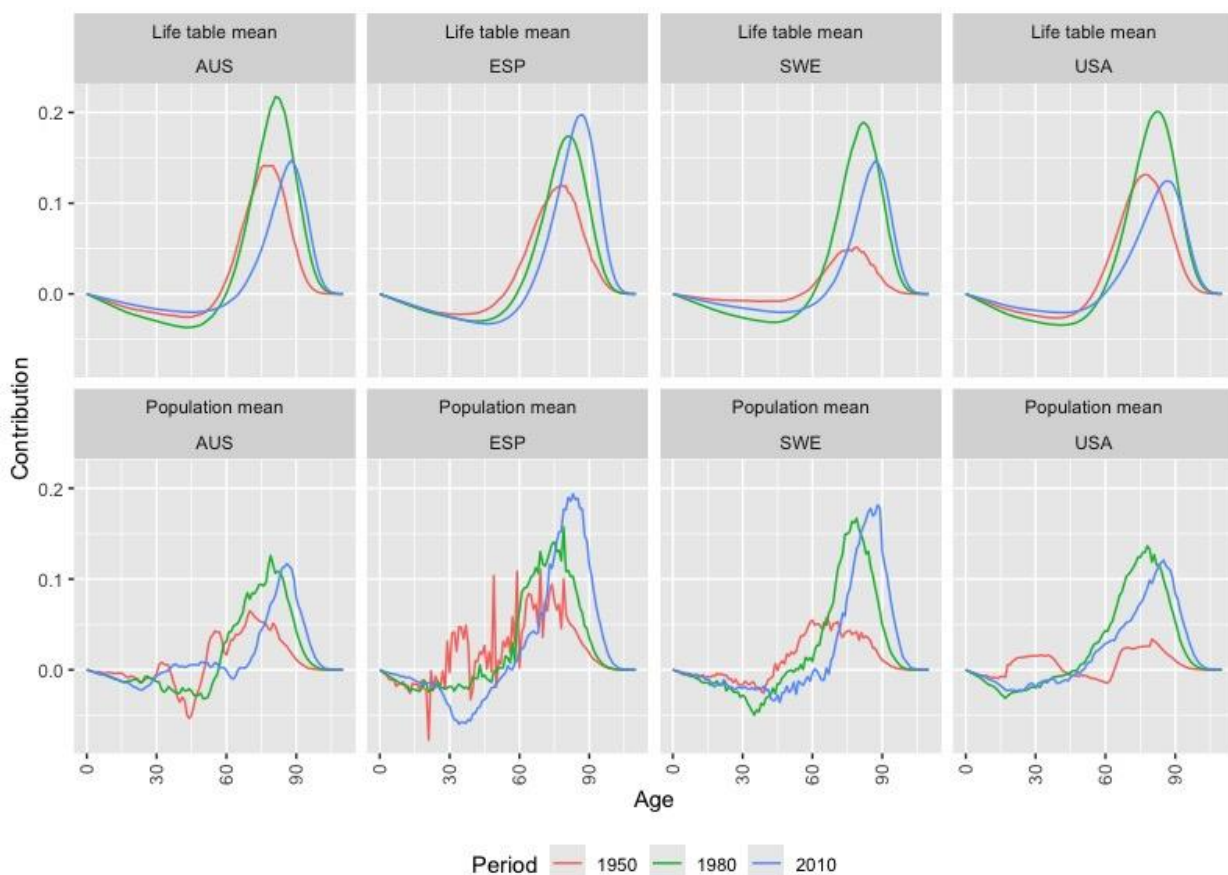 Life table mean Life table mean Life table mean Life table mean
AUS ESP SWE USA
0.2
0.1
0.0
Population mean Population mean Population mean Population mean
AUS ESP SWE USA
0.2
0.1
0.0
Contribution
0 30 60 90 0 30 60 90 0 30 60 90 0 30 60 90
Age
Period 1950 1980 2010